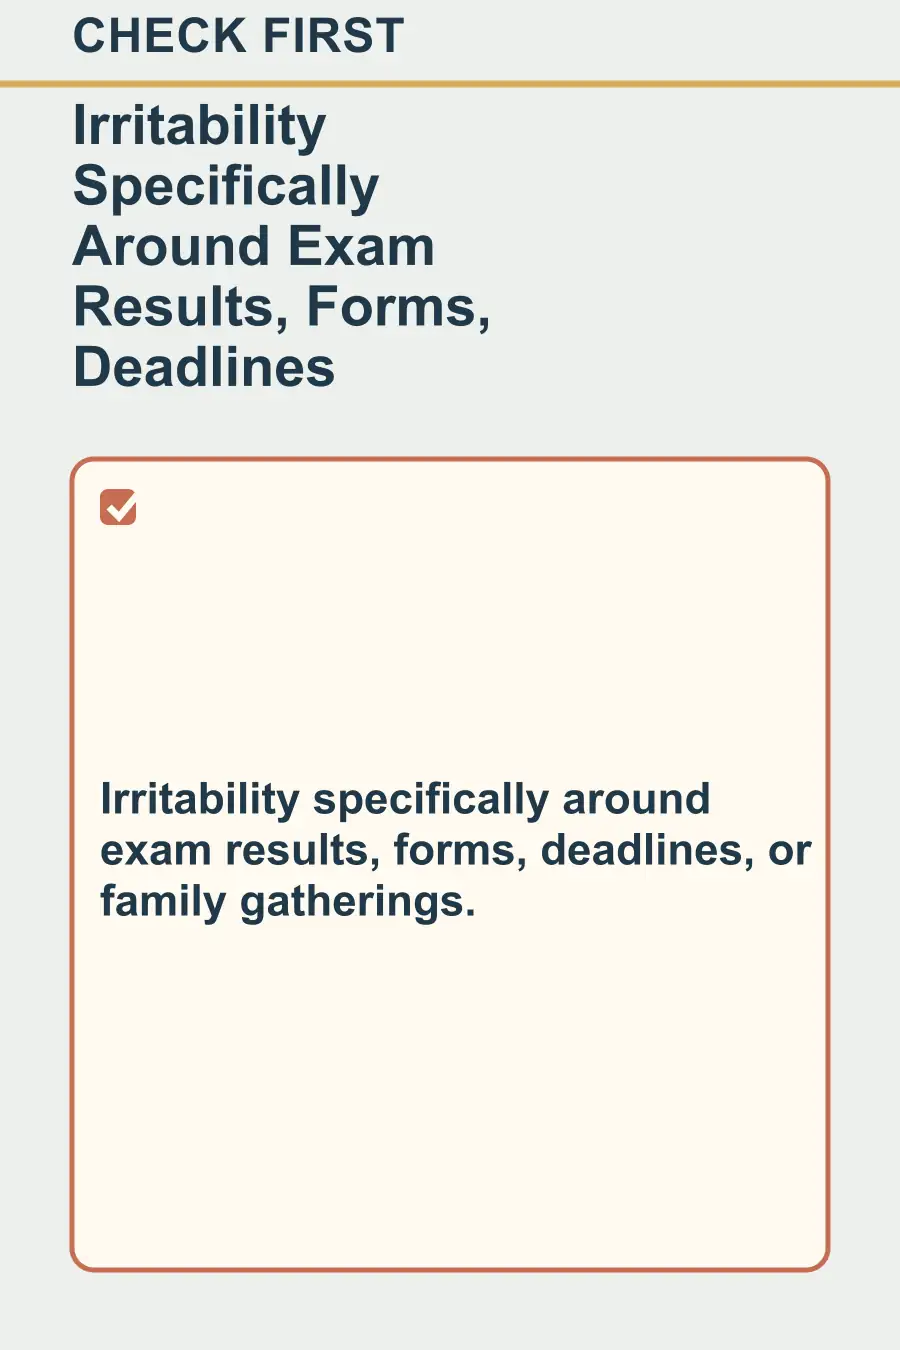 CHECK FIRST
Irritability
Specifically
Around Exam
Results, Forms,
Deadlines
Irritability specifically around
exam results, forms, deadlines, or
family gatherings.